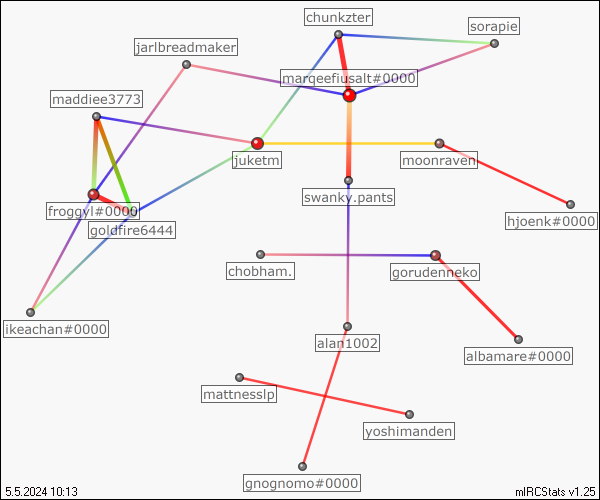 chunkzter
sorapie
jarlbreadmaker
marqeefiusalt#0000
maddiee3773
juketm
moonraven
swanky.pants
froggyl#0000
hjoenk#0000
goldfire6444
chobham.
gorudenneko
ikeachan#0000
alan1002
albamare#0000
mattnesslp
yoshimanden
gnognomo#0000
5.5.2024 10:13
mIRCStats v1.25